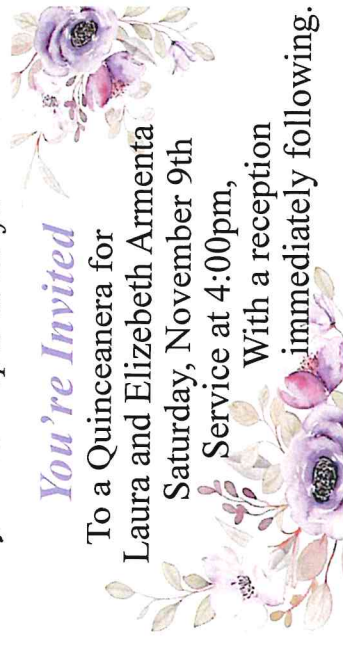 You're Invited
To a Quinceanera for
Laura and Elizebeth Armenta
Saturday, November 9th
Service at 4:00pm,
With a reception
immediately following.